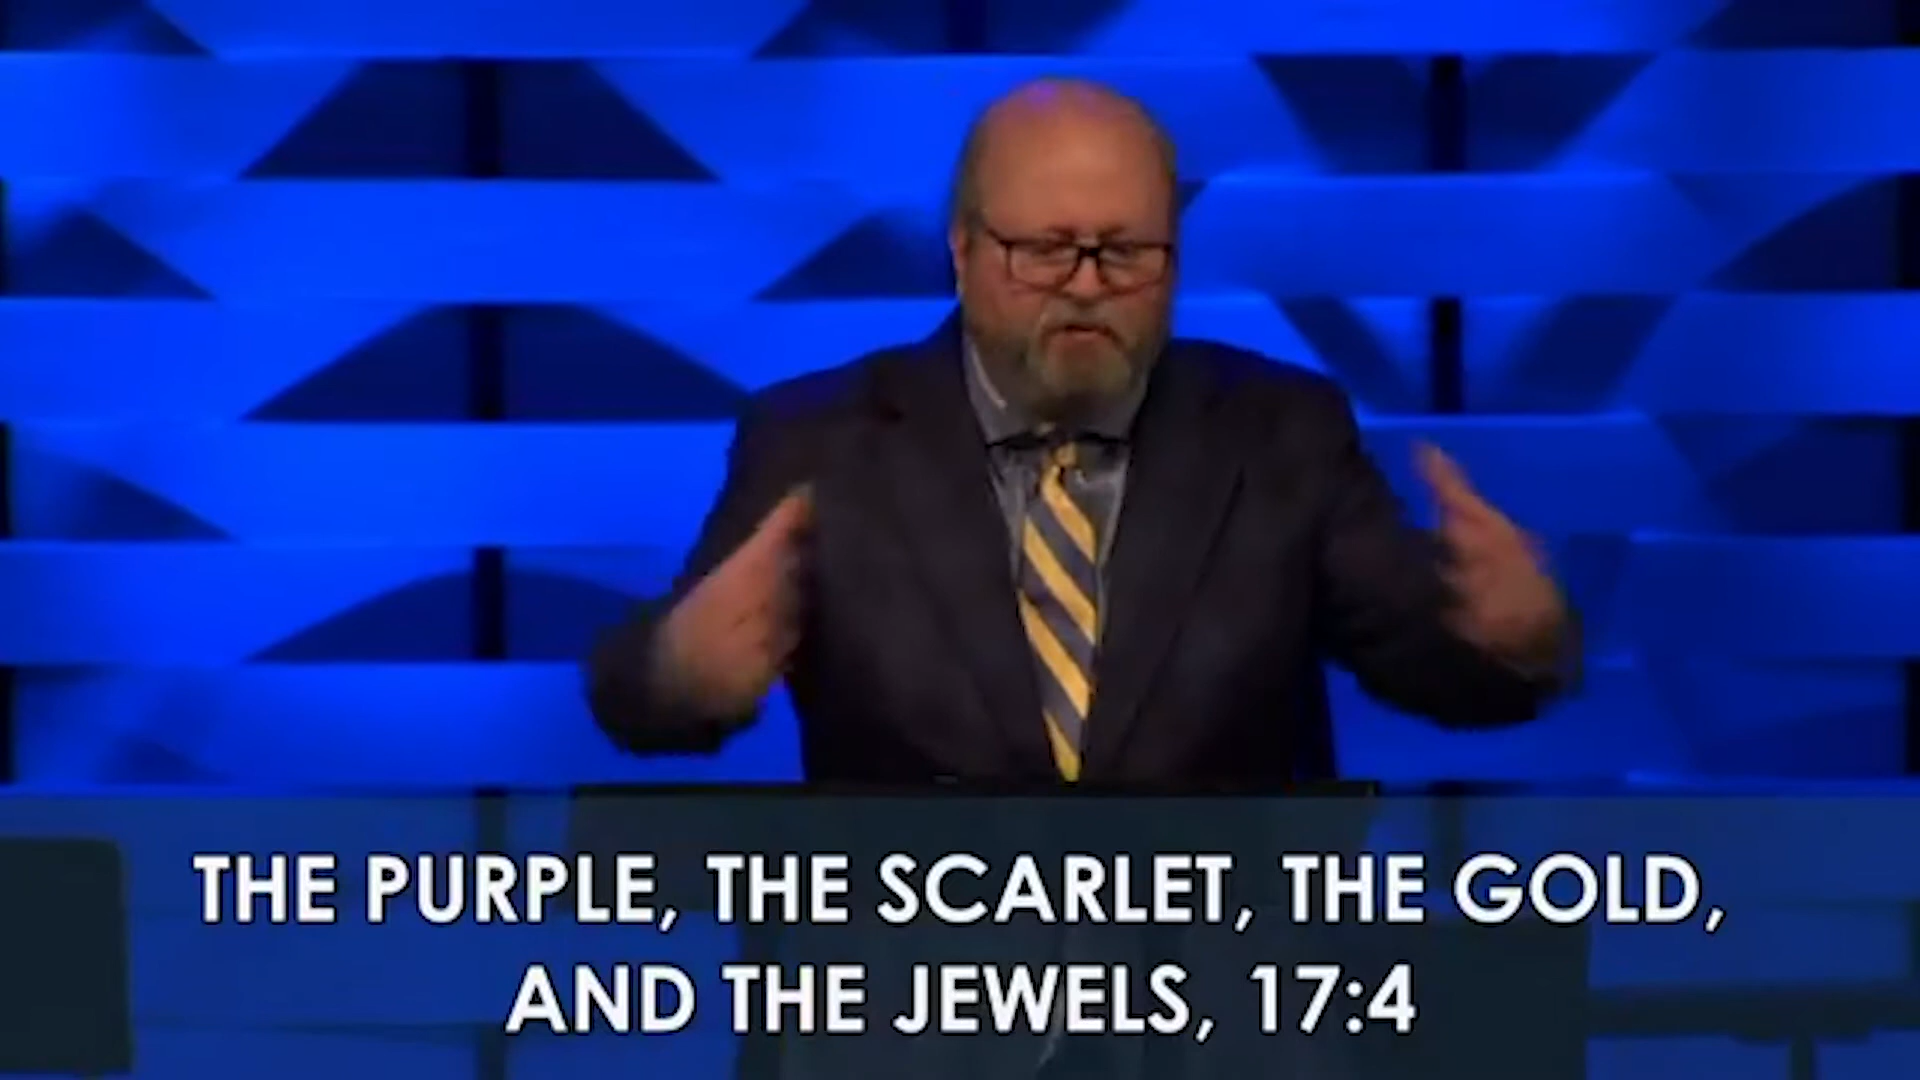 THE PURPLE, THE SCARLET, THE GOLD,
AND THE JEWELS, 17:4